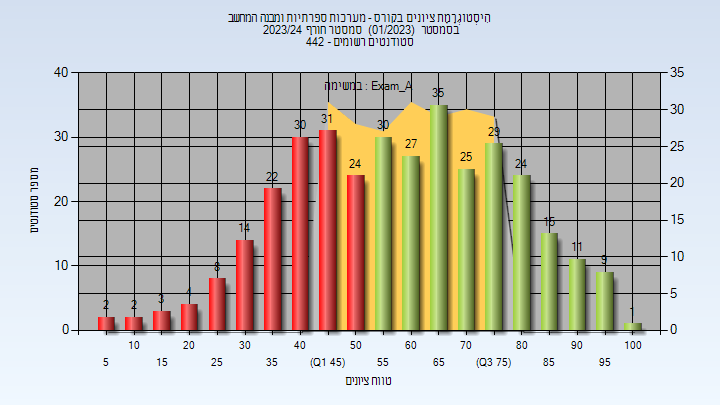 היסטוגרמת ציונים בקורס - מערכות ספרתיות ומבנה המחשב
בסמסטר (01/2023) סמסטר חורף 2023/24
סטודנטים רשומים - 442
במשימה : Exam_A
מספר סטודנטים
40 30 20 10 0
35 30 25 20 15 10 5 0
2 2 3 4 8 14 22 30 31 24 30 27 35 25 29 24 15 11 9 1
10 20 30 40 50 60 70 80 90 100
5 15 25 35 (Q1 45) 55 65 (Q3 75) 85 95
טווח ציונים